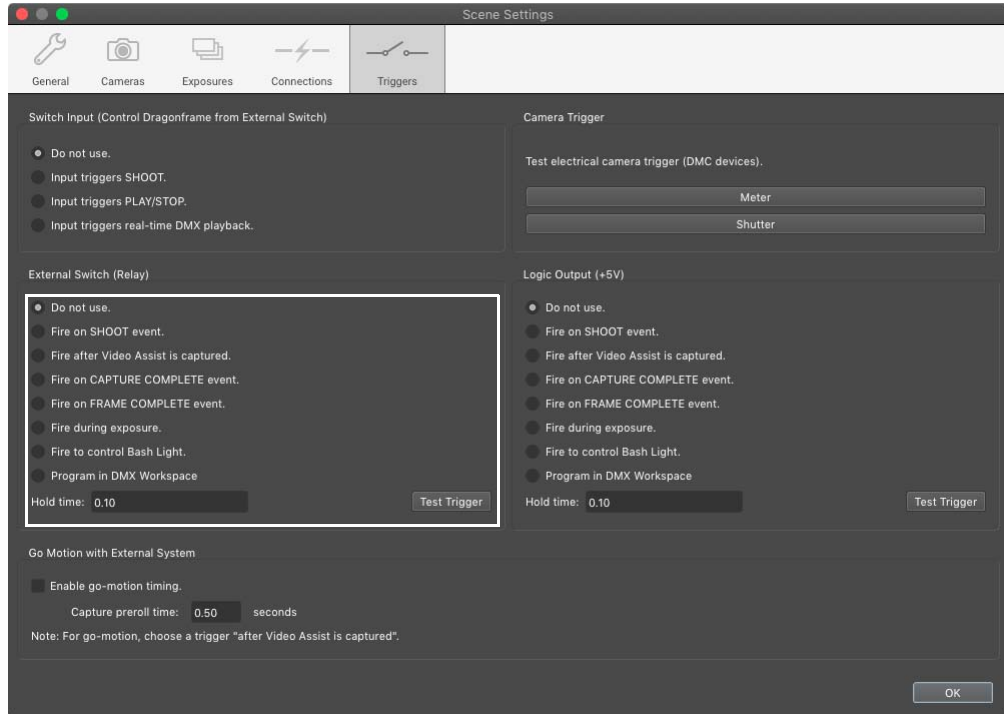 Scene Settings
General
Cameras
Exposures
Connections
Triggers
Switch Input (Control Dragonframe from External Switch)
Do not use.
Input triggers SHOOT.
Input triggers PLAY/STOP.
Input triggers real-time DMX playback.
Camera Trigger
Test electrical camera trigger (DMC devices).
Meter
Shutter
External Switch (Relay)
Do not use.
Fire on SHOOT event.
Fire after Video Assist is captured.
Fire on CAPTURE COMPLETE event.
Fire on FRAME COMPLETE event.
Fire during exposure.
Fire to control Bash Light.
Program in DMX Workspace
Hold time: 0.10 Test Trigger
Logic Output (+5V)
Do not use.
Fire on SHOOT event.
Fire after Video Assist is captured.
Fire on CAPTURE COMPLETE event.
Fire on FRAME COMPLETE event.
Fire during exposure.
Fire to control Bash Light.
Program in DMX Workspace
Hold time: 0.10 Test Trigger
Go Motion with External System
Enable go-motion timing.
Capture preroll time: 0.50 seconds
Note: For go-motion, choose a trigger "after Video Assist is captured".
OK